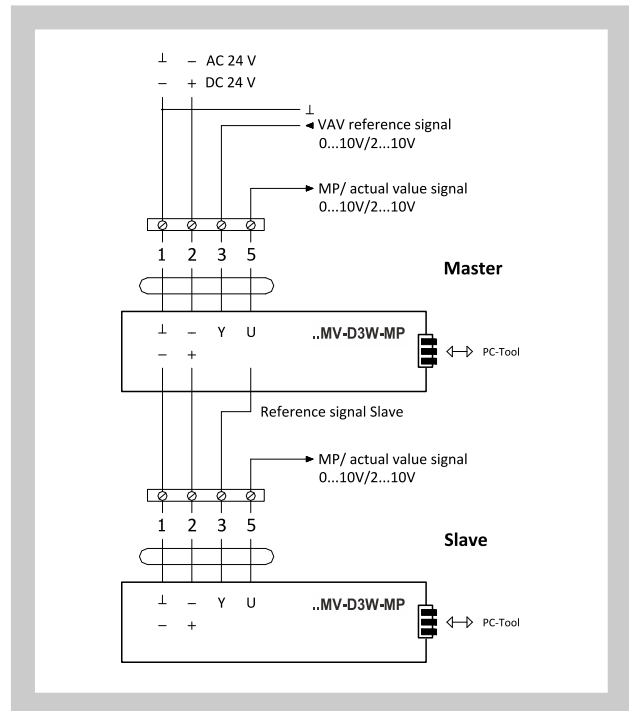 ⊥ – AC 24 V
– + DC 24 V
⊥
VAV reference signal
0...10V/2...10V
MP/ actual value signal
0...10V/2...10V
1 2 3 5
Master
⊥ – Y U ..MV-D3W-MP
– +
PC-Tool
Reference signal Slave
MP/ actual value signal
0...10V/2...10V
1 2 3 5
Slave
⊥ – Y U ..MV-D3W-MP
– +
PC-Tool